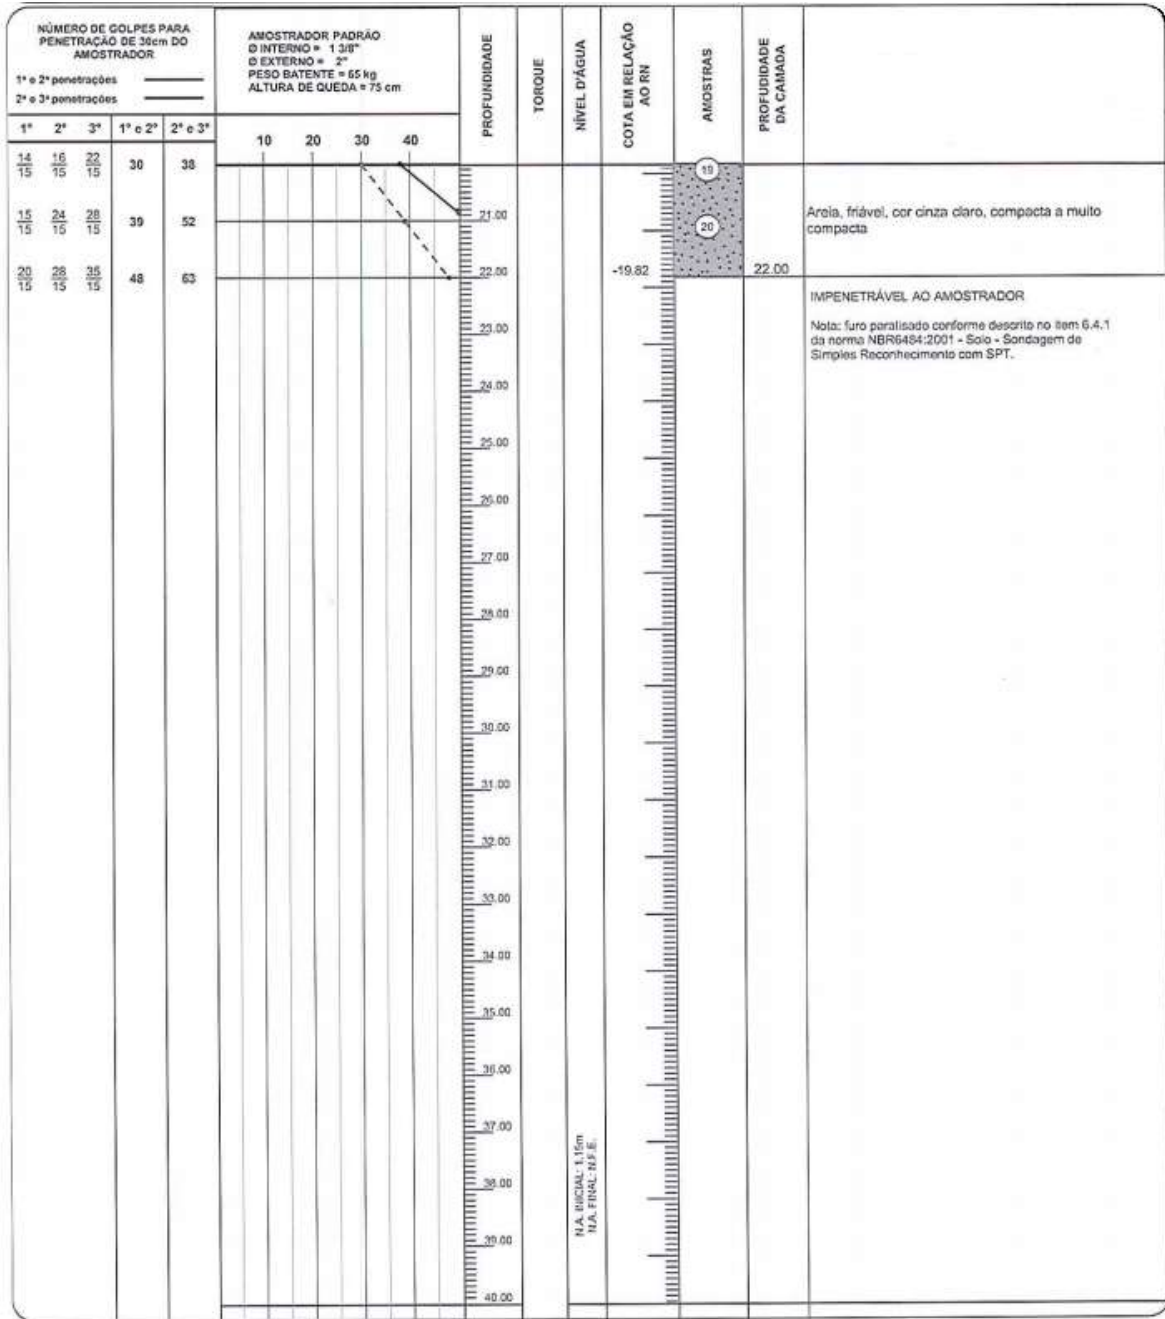 NÚMERO DE GOLPES PARA
PENETRAÇÃO DE 30cm DO
AMOSTRADOR
1ª e 2ª penetrações
2ª e 3ª penetrações
AMOSTRADOR PADRÃO
Ø INTERNO = 1 3/8"
Ø EXTERNO = 2"
PESO BATENTE = 65 kg
ALTURA DE QUEDA = 75 cm
PROFUNDIDADE
TORQUE
NÍVEL D'ÁGUA
COTA EM RELAÇÃO
AO RN
AMOSTRAS
PROFUDIDADE
DA CAMADA
1ª 2ª 3ª 1ª e 2ª 2ª e 3ª
10 20 30 40
14/15 16/15 22/15 30 38
19
15/15 24/15 28/15 39 52
21.00
20
Areia, friável, cor cinza claro, compacta a muito
compacta
20/15 28/15 35/15 48 63
22.00
-19.82
22.00
IMPENETRÁVEL AO AMOSTRADOR
Nota: furo paralisado conforme descrito no item 6.4.1
da norma NBR6484:2001 - Solo - Sondagem de
Simples Reconhecimento com SPT.
23.00
24.00
25.00
26.00
27.00
28.00
29.00
30.00
31.00
32.00
33.00
34.00
35.00
36.00
37.00
38.00
39.00
40.00
N.A. INICIAL: 1,15m
N.A. FINAL: N.F.E.